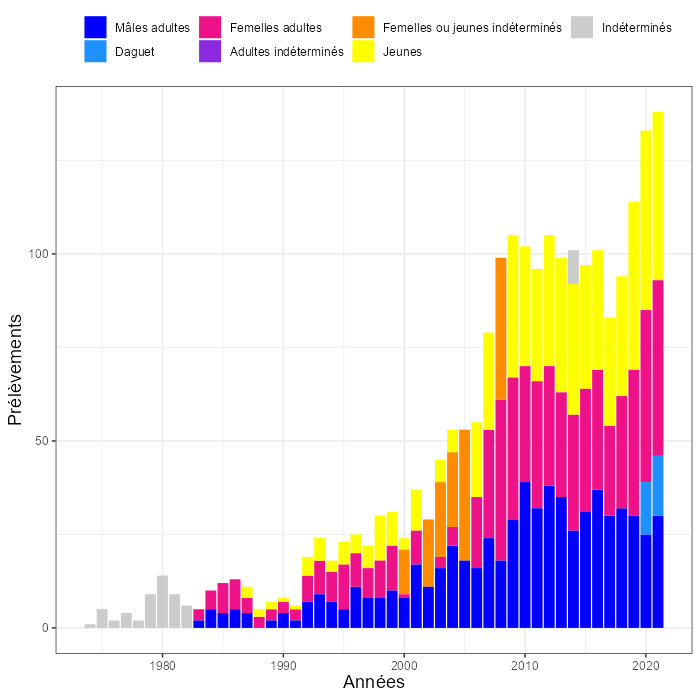 Mâles adultes Femelles adultes Femelles ou jeunes indéterminés Indéterminés
Daguet Adultes indéterminés Jeunes
100
50
0
Prélèvements
1980 1990 2000 2010 2020
Années